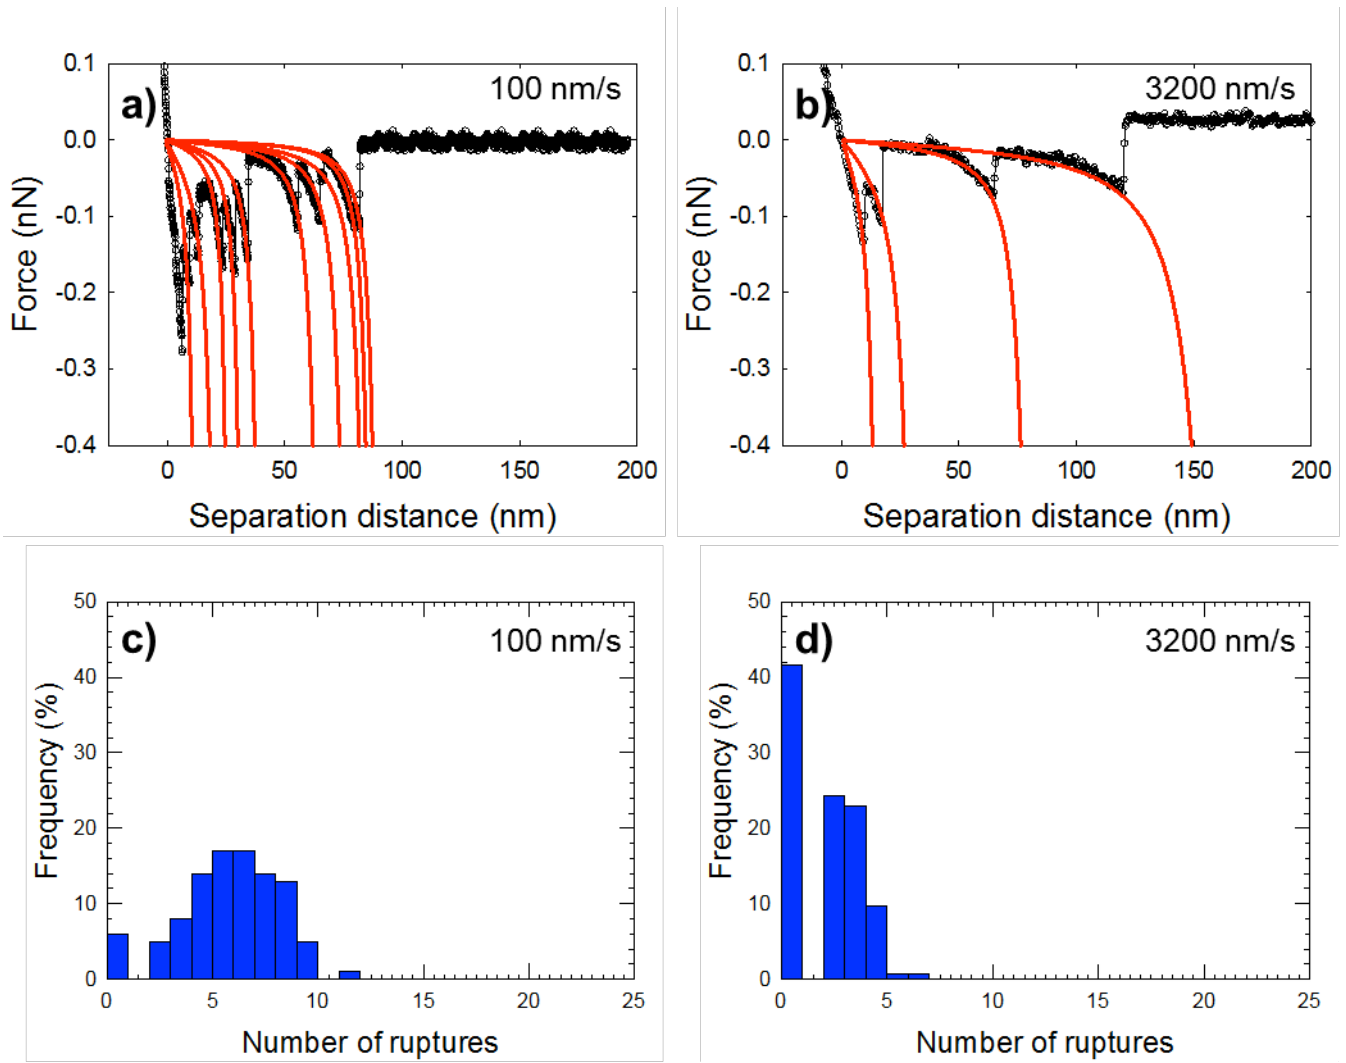 a)
100 nm/s
0.1
0.0
-0.1
-0.2
-0.3
-0.4
Force (nN)
0 50 100 150 200
Separation distance (nm)
b)
3200 nm/s
0.1
0.0
-0.1
-0.2
-0.3
-0.4
Force (nN)
0 50 100 150 200
Separation distance (nm)
c)
100 nm/s
50
40
30
20
10
0
Frequency (%)
0 5 10 15 20 25
Number of ruptures
d)
3200 nm/s
50
40
30
20
10
0
Frequency (%)
0 5 10 15 20 25
Number of ruptures